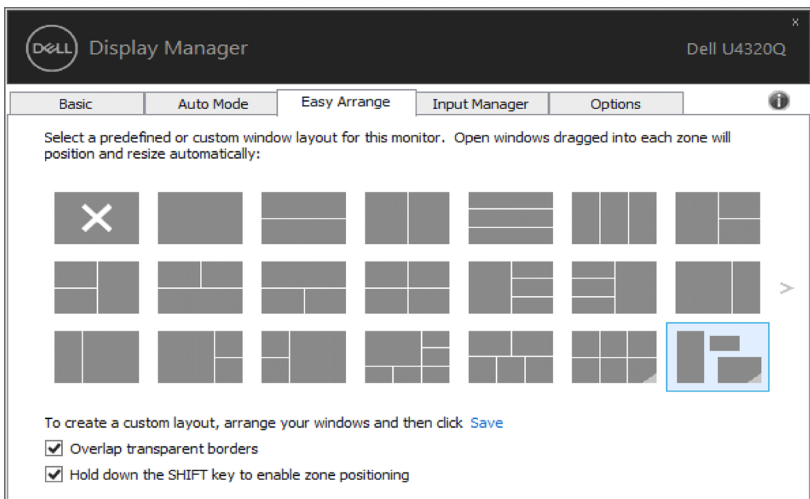 x
DELL Display Manager Dell U4320Q
Basic Auto Mode Easy Arrange Input Manager Options i
Select a predefined or custom window layout for this monitor. Open windows dragged into each zone will
position and resize automatically:
>
To create a custom layout, arrange your windows and then click Save
Overlap transparent borders
Hold down the SHIFT key to enable zone positioning